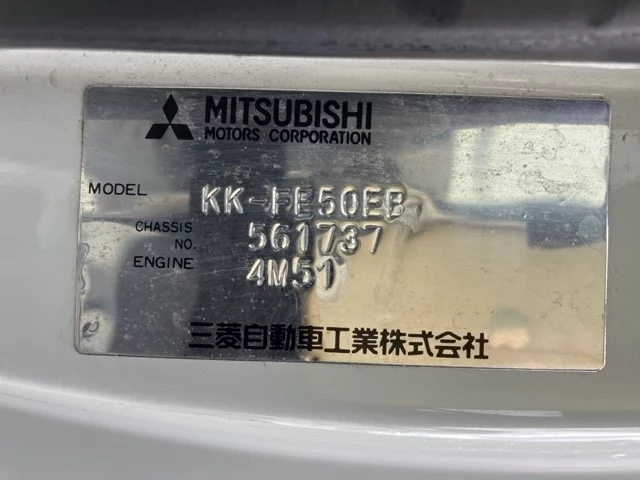 MITSUBISHI
MOTORS CORPORATION
MODEL KK-FE50EB
CHASSIS NO. 561737
ENGINE 4M51
三菱自動車工業株式会社